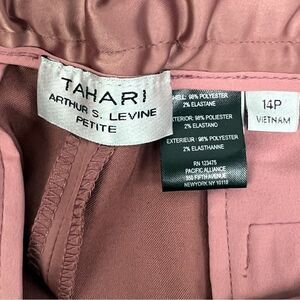 TAHARI
ARTHUR S. LEVINE
PETITE
SHELL: 98% POLYESTER
2% ELASTANE
EXTERIOR: 98% POLIESTER
2% ELASTANO
EXTERIEUR: 98% POLYESTER
2% ELASTHANNE
RN 123475
PACIFIC ALLIANCE
350 FIFTH AVENUE
NEW YORK, NY 10118
14P
VIETNAM